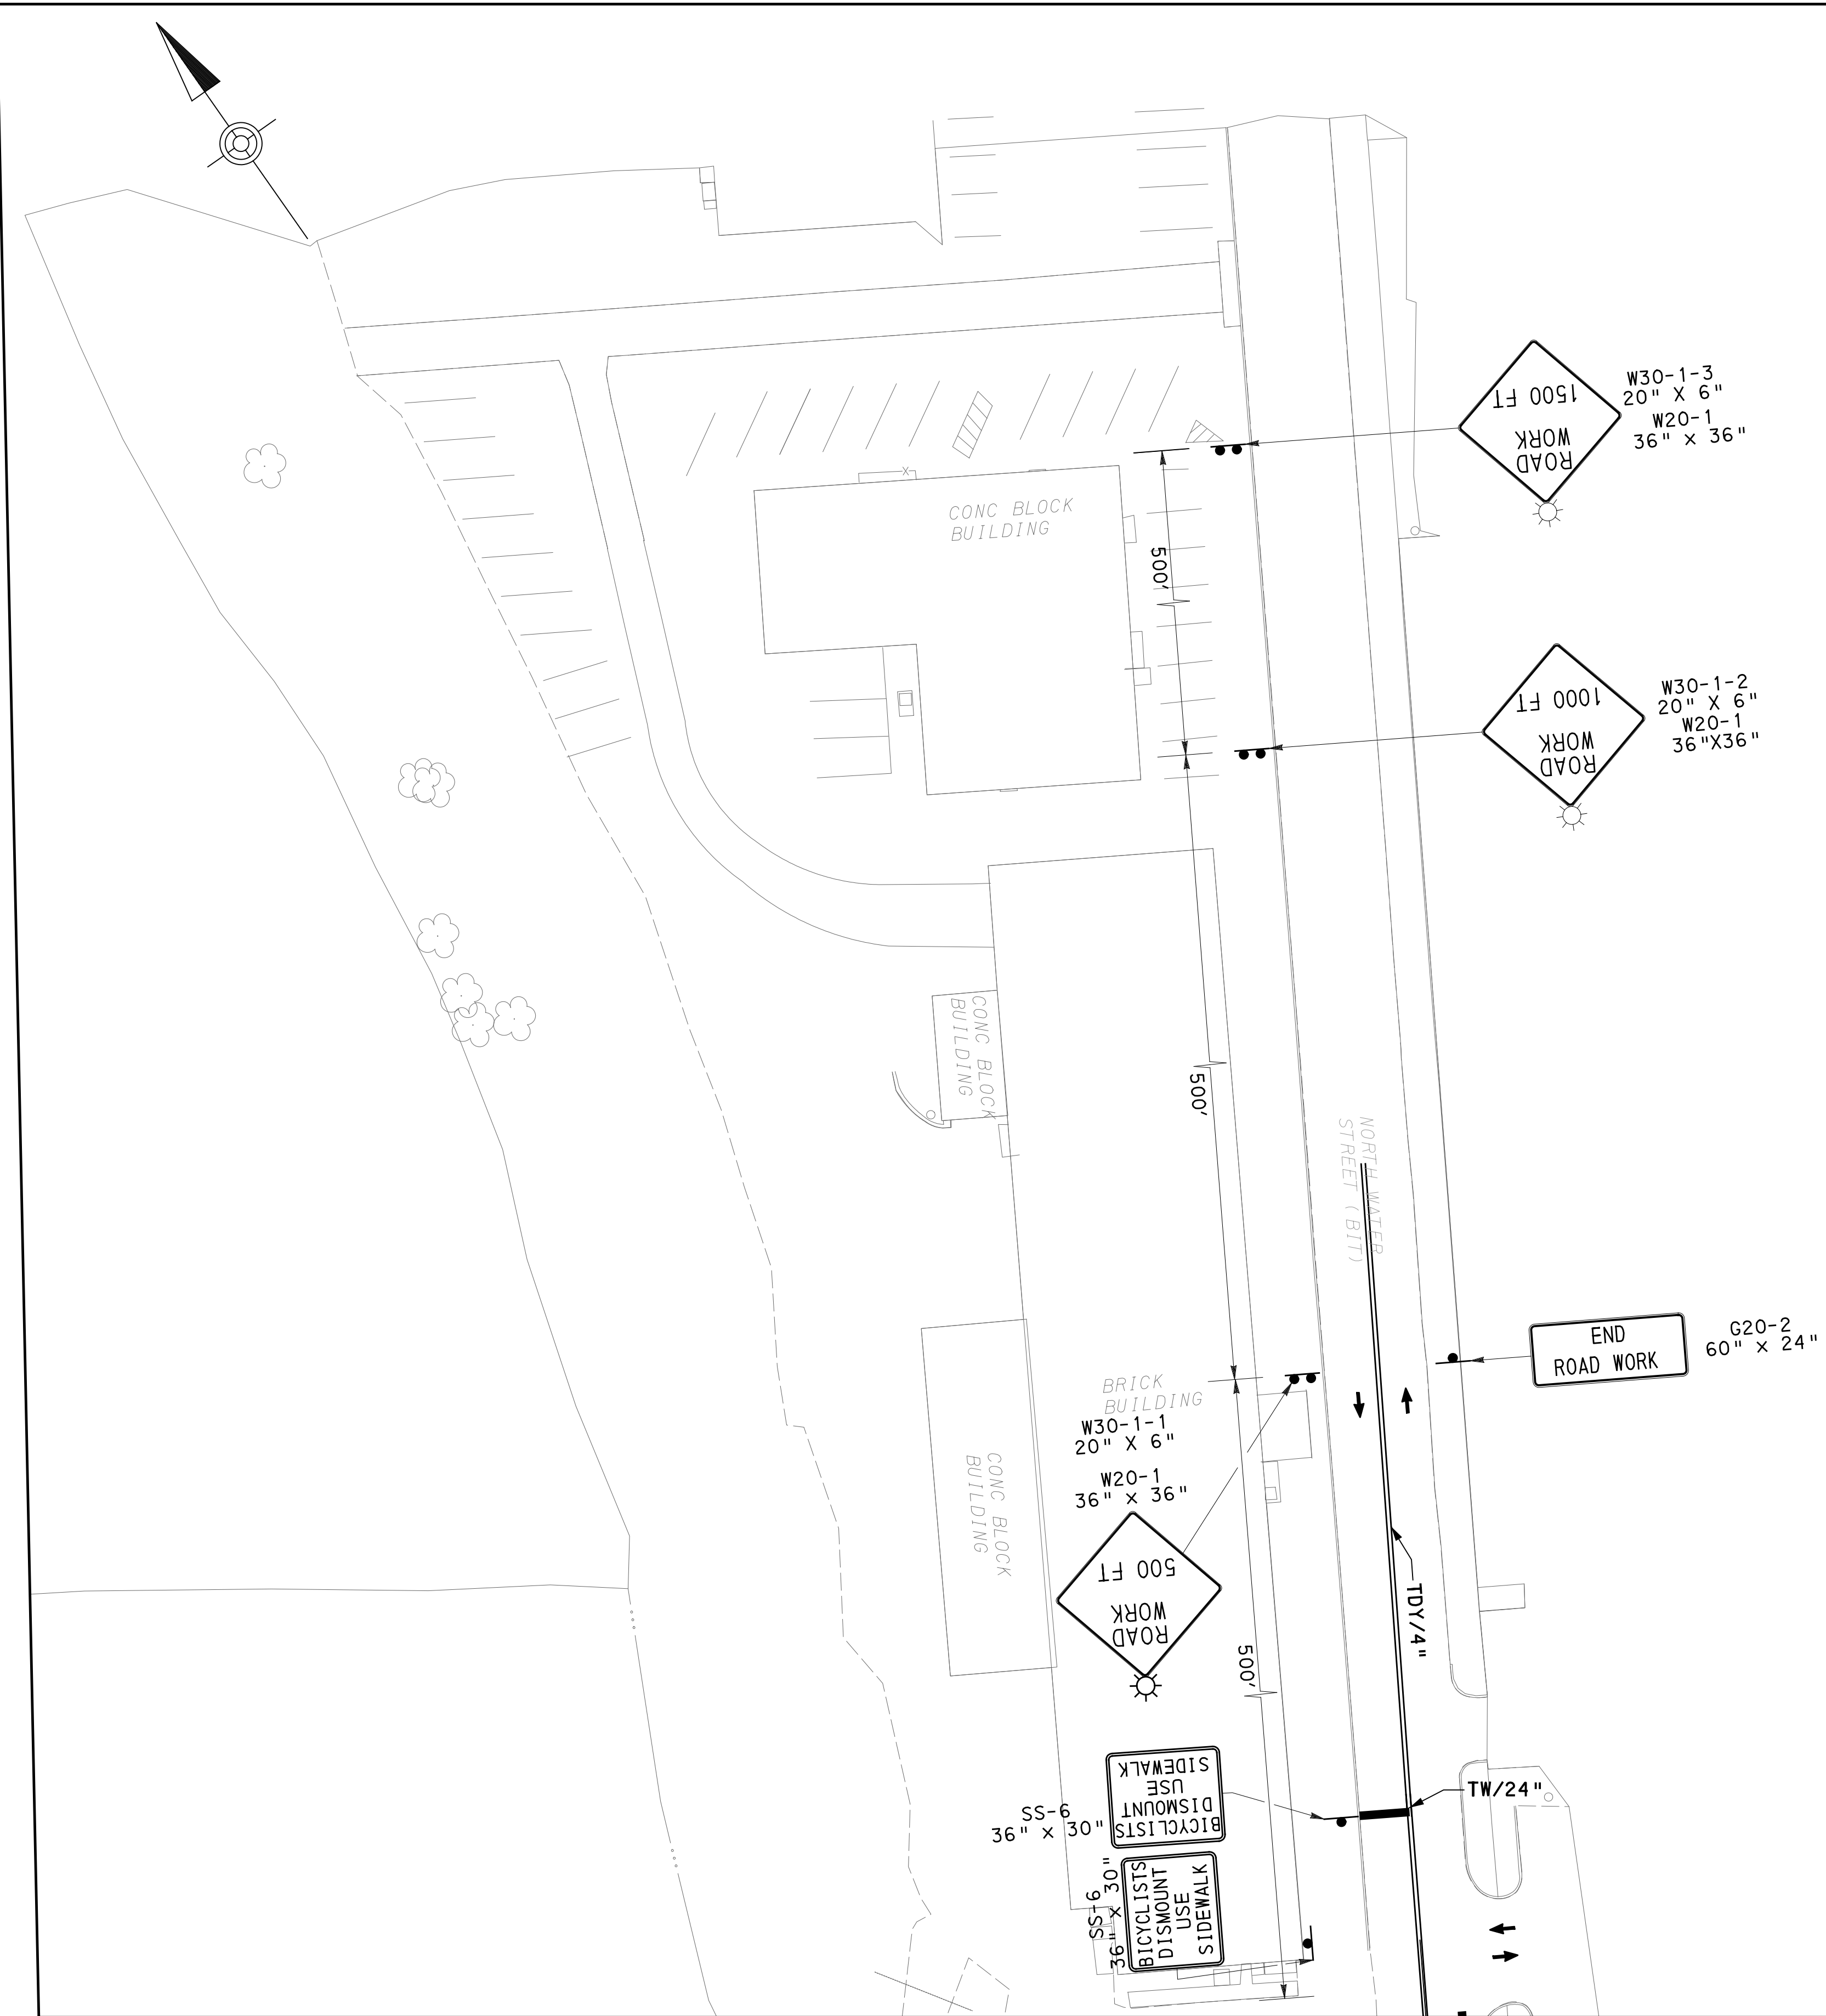 CONC BLOCK
BUILDING
500'
ROAD
WORK
1500 FT
W30-1-3
20" X 6"
W20-1
36" X 36"
ROAD
WORK
1000 FT
W30-1-2
20" X 6"
W20-1
36"X36"
CONC BLOCK
BUILDING
500'
NORTH WATER
STREET (BIT)
END
ROAD WORK
G20-2
60" X 24"
BRICK
BUILDING
W30-1-1
20" X 6"
W20-1
36" X 36"
CONC BLOCK
BUILDING
ROAD
WORK
500 FT
500'
TDY/4"
TW/24"
BICYCLISTS
DISMOUNT
USE
SIDEWALK
SS-6
36" X 30"
BICYCLISTS
DISMOUNT
USE
SIDEWALK
SS-6
36" X 30"
X